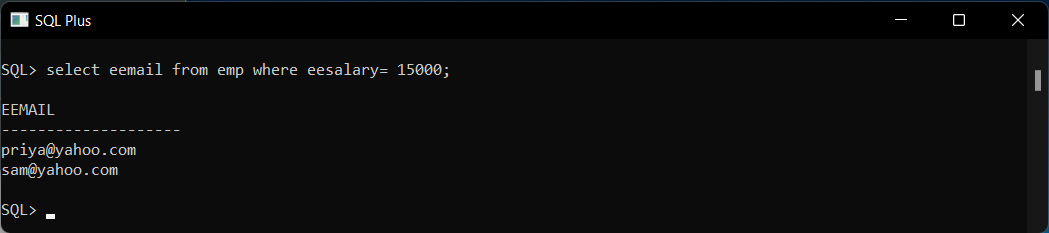 SQL Plus
SQL> select eemail from emp where eesalary= 15000;
EEMAIL
--------------------
priya@yahoo.com
sam@yahoo.com
SQL>